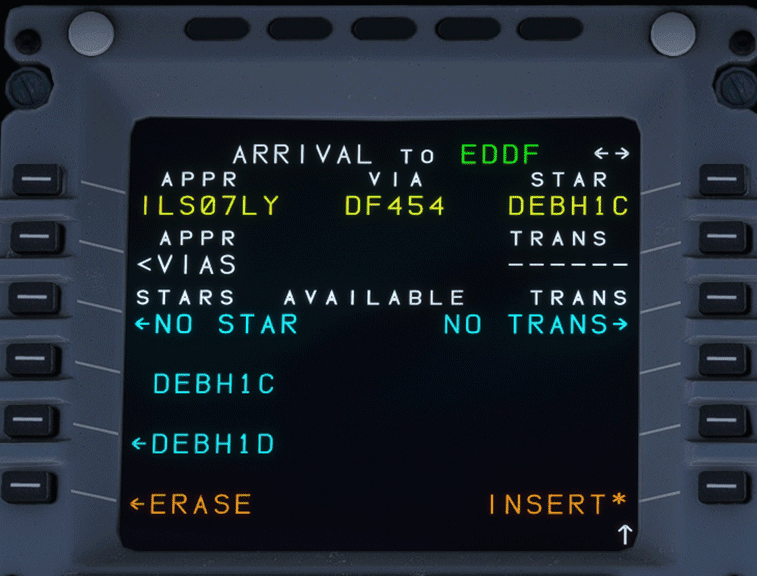 ARRIVAL TO EDDF ←→
APPR VIA STAR
ILS07LY DF454 DEBH1C
APPR TRANS
<VIAS ------
STARS AVAILABLE TRANS
←NO STAR NO TRANS→
DEBH1C
←DEBH1D
←ERASE INSERT*
↑